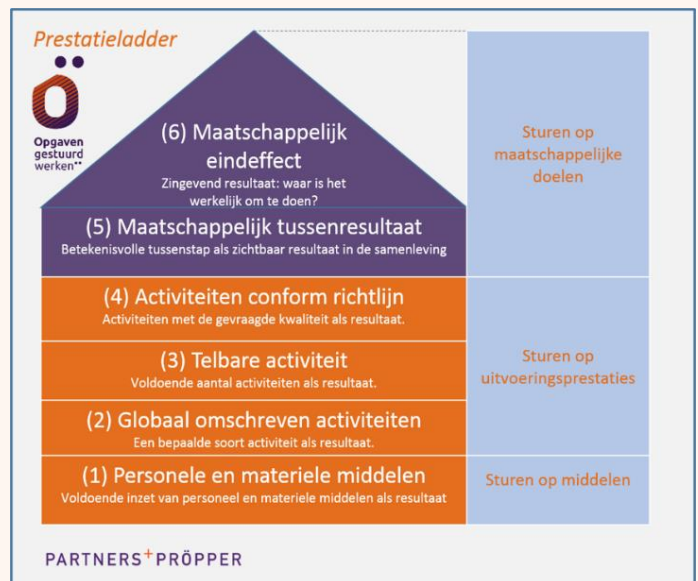 Prestatieladder
Ö
Opgaven
gestuurd
werken¨
(6) Maatschappelijk
eindeffect
Zingevend resultaat: waar is het
werkelijk om te doen?
(5) Maatschappelijk tussenresultaat
Betekenisvolle tussenstap als zichtbaar resultaat in de samenleving
Sturen op
maatschappelijke
doelen
(4) Activiteiten conform richtlijn
Activiteiten met de gevraagde kwaliteit als resultaat.
(3) Telbare activiteit
Voldoende aantal activiteiten als resultaat.
(2) Globaal omschreven activiteiten
Een bepaalde soort activiteit als resultaat.
Sturen op
uitvoeringsprestaties
(1) Personele en materiele middelen
Voldoende inzet van personeel en materiele middelen als resultaat
Sturen op middelen
PARTNERS+PRÖPPER